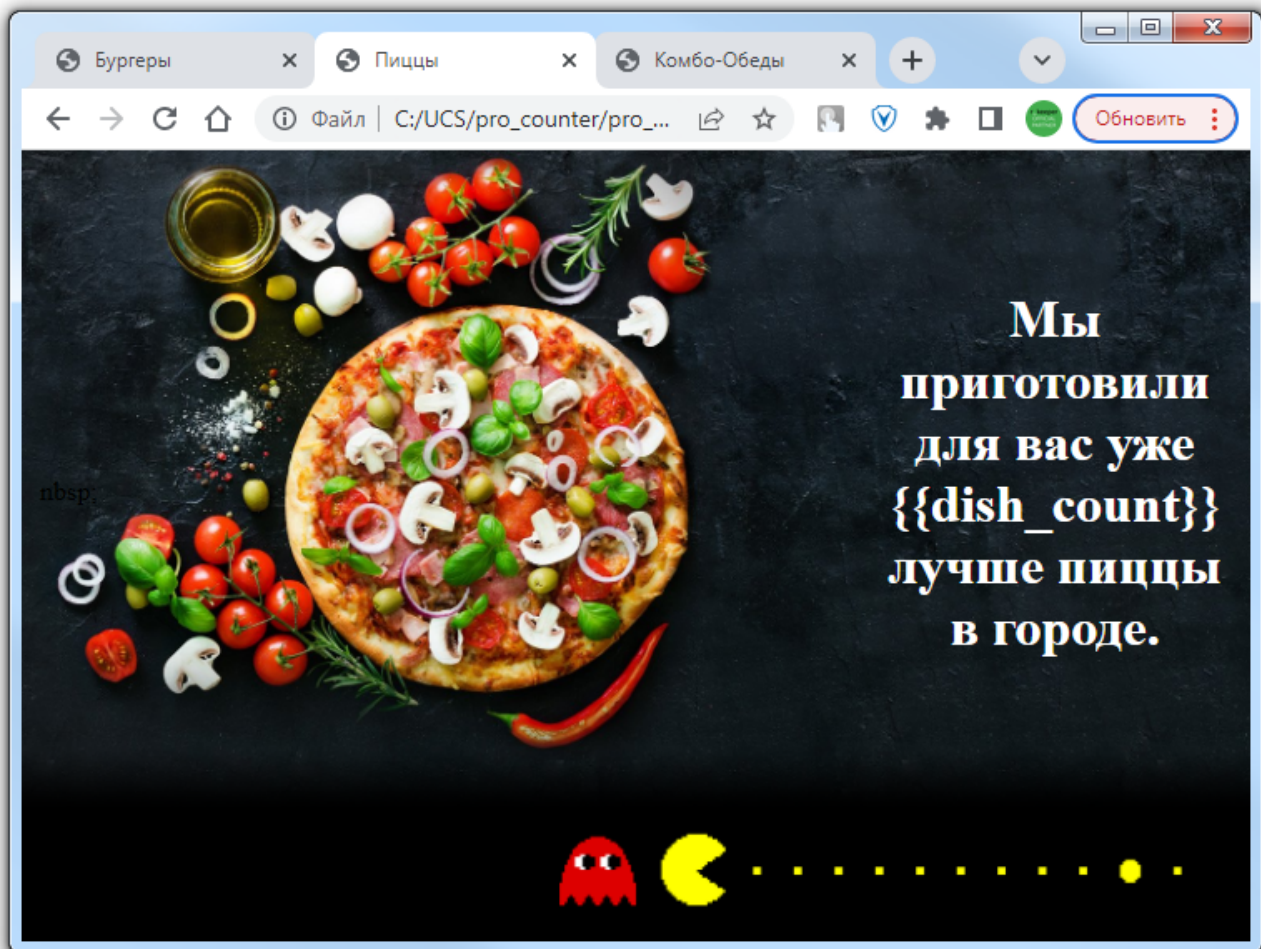 Бургеры
Пиццы
Комбо-Обеды
Файл
C:/UCS/pro_counter/pro_...
Обновить
Мы
приготовили
для вас уже
{{dish_count}}
лучше пиццы
в городе.
nbsp;